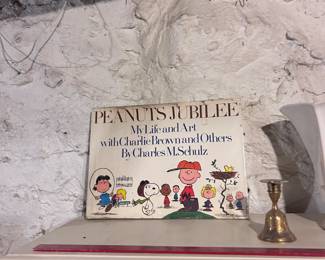 PEANUTS JUBILEE
My Life and Art
with Charlie Brown and Others
By Charles M. Schulz